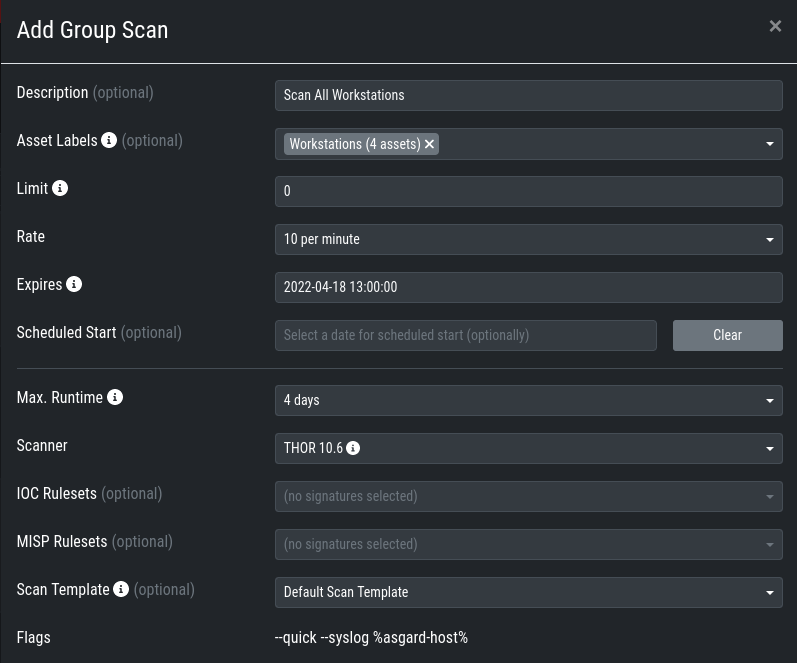 Add Group Scan ×
Description (optional) Scan All Workstations
Asset Labels (optional) Workstations (4 assets) ×
Limit 0
Rate 10 per minute
Expires 2022-04-18 13:00:00
Scheduled Start (optional) Select a date for scheduled start (optionally) Clear
Max. Runtime 4 days
Scanner THOR 10.6
IOC Rulesets (optional) (no signatures selected)
MISP Rulesets (optional) (no signatures selected)
Scan Template (optional) Default Scan Template
Flags --quick --syslog %asgard-host%